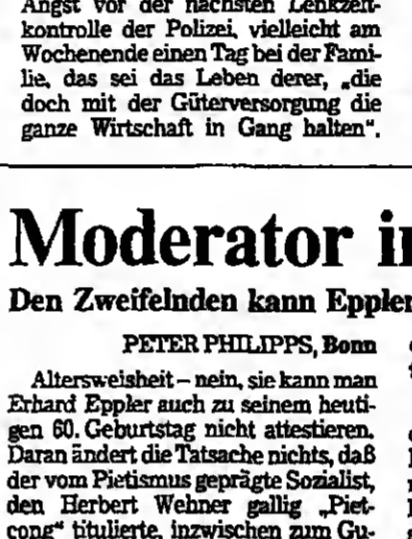 Angst vor der nächsten Lenkzeit-
kontrolle der Polizei, vielleicht am
Wochenende einen Tag bei der Fami-
lie, das sei das Leben derer, „die
doch mit der Güterversorgung die
ganze Wirtschaft in Gang halten“.
Moderator i
Den Zweifelnden kann Eppler
PETER PHILIPPS, Bonn
Altersweisheit – nein, sie kann man
Erhard Eppler auch zu seinem heuti-
gen 60. Geburtstag nicht attestieren.
Daran ändert die Tatsache nichts, daß
der vom Pietismus geprägte Sozialist,
den Herbert Wehner gallig „Piet-
cong“ titulierte, inzwischen zum Gu-